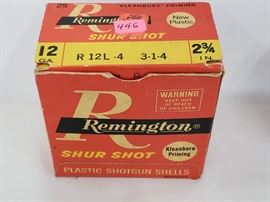 25 "KLEANBORE" PRIMING
446
New
Plastic
SHUR SHOT
12
GA.
R 12L-4 3-1-4
2¾
IN.
R
WARNING
KEEP OUT
OF REACH
OF CHILDREN
Remington®
SHUR SHOT
Kleanbore
Priming
PLASTIC SHOTGUN SHELLS